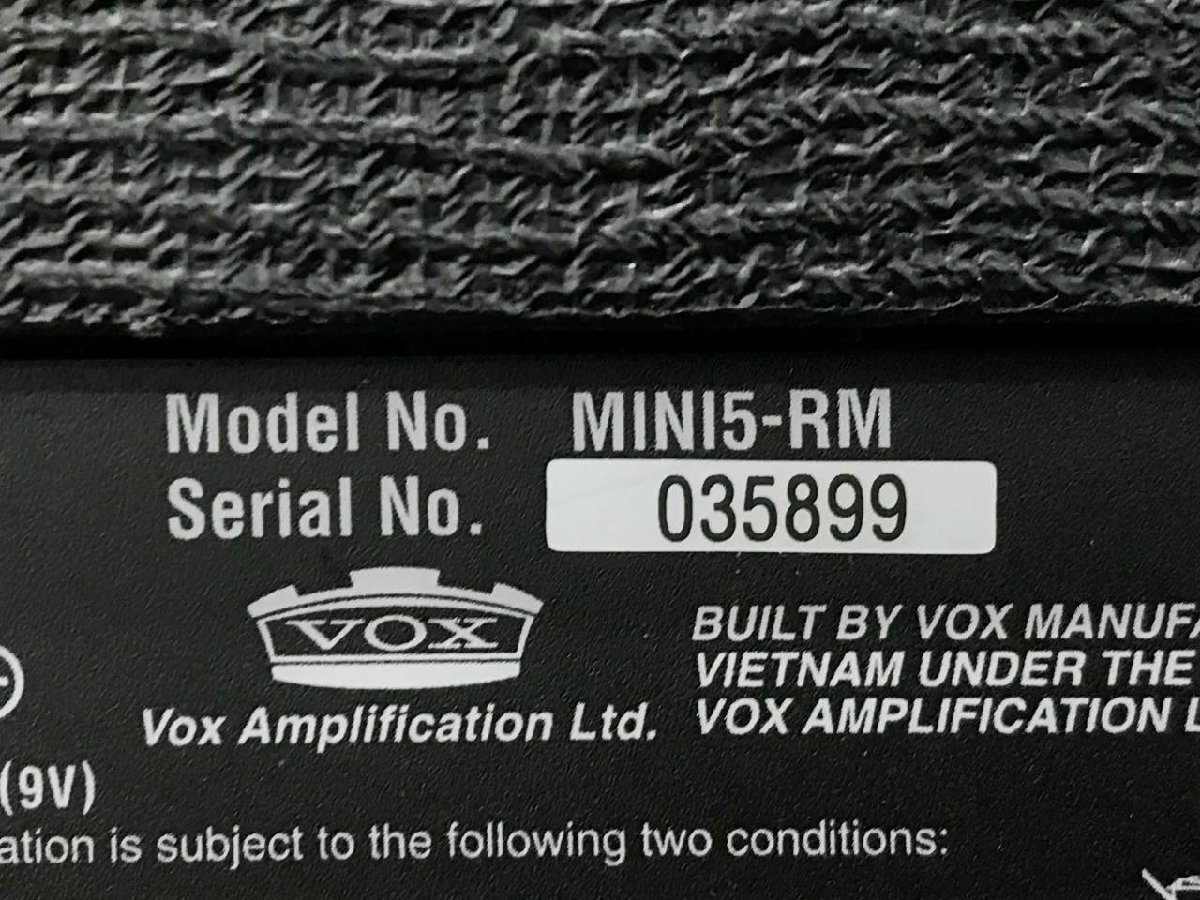 Model No. MINI5-RM
Serial No. 035899
VOX
Vox Amplification Ltd.
BUILT BY VOX MANUFA
VIETNAM UNDER THE
VOX AMPLIFICATION L
(9V)
ation is subject to the following two conditions: